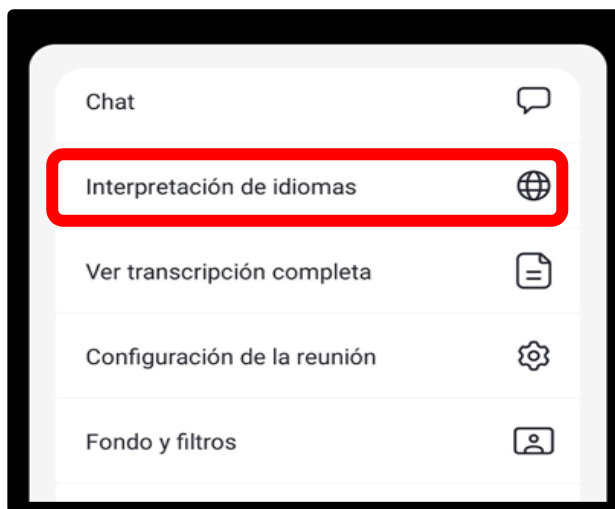 Chat
Interpretación de idiomas
Ver transcripción completa
Configuración de la reunión
Fondo y filtros